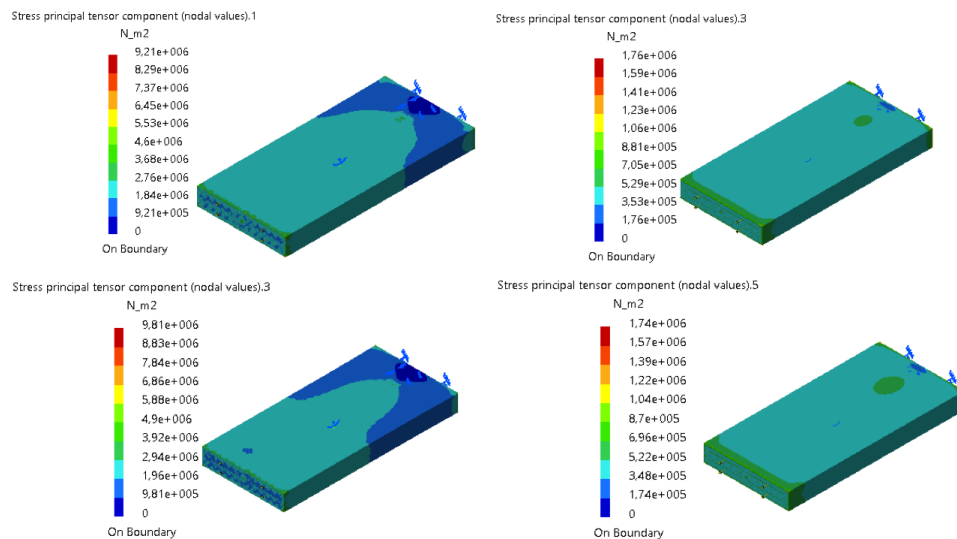 Stress principal tensor component (nodal values).1
N_m2
9,21e+006
8,29e+006
7,37e+006
6,45e+006
5,53e+006
4,6e+006
3,68e+006
2,76e+006
1,84e+006
9,21e+005
0
On Boundary
Stress principal tensor component (nodal values).3
N_m2
1,76e+006
1,59e+006
1,41e+006
1,23e+006
1,06e+006
8,81e+005
7,05e+005
5,29e+005
3,53e+005
1,76e+005
0
On Boundary
Stress principal tensor component (nodal values).3
N_m2
9,81e+006
8,83e+006
7,84e+006
6,86e+006
5,88e+006
4,9e+006
3,92e+006
2,94e+006
1,96e+006
9,81e+005
0
On Boundary
Stress principal tensor component (nodal values).5
N_m2
1,74e+006
1,57e+006
1,39e+006
1,22e+006
1,04e+006
8,7e+005
6,96e+005
5,22e+005
3,48e+005
1,74e+005
0
On Boundary